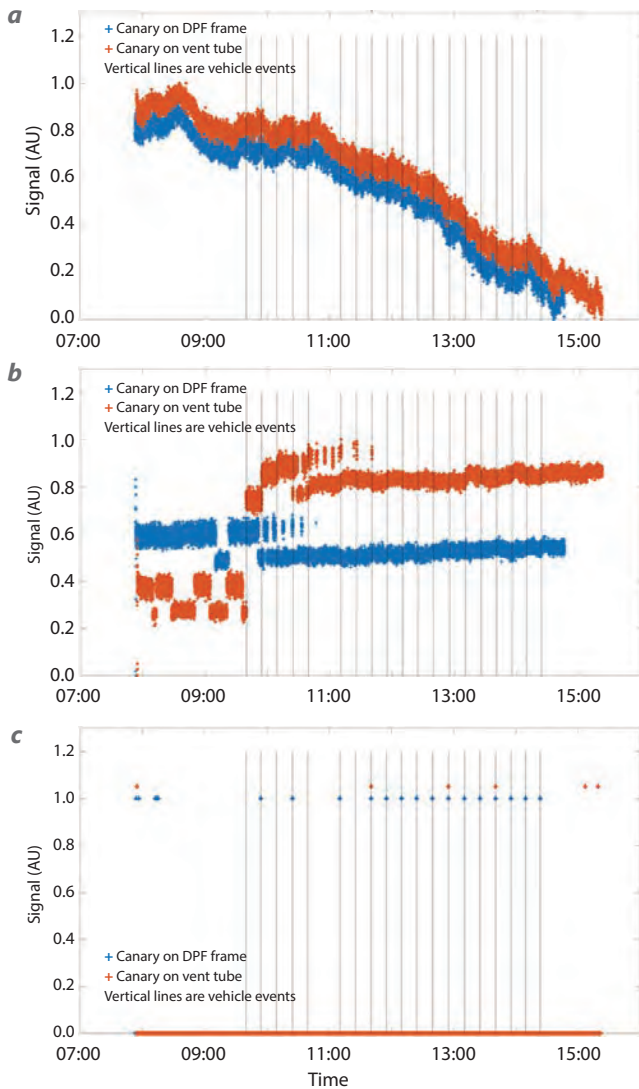 a
1.2
+ Canary on DPF frame
+ Canary on vent tube
Vertical lines are vehicle events
1.0
0.8
Signal (AU)
0.6
0.4
0.2
0.0
07:00 09:00 11:00 13:00 15:00
b
1.2
+ Canary on DPF frame
+ Canary on vent tube
Vertical lines are vehicle events
1.0
0.8
Signal (AU)
0.6
0.4
0.2
0.0
07:00 09:00 11:00 13:00 15:00
c
1.2
1.0
0.8
Signal (AU)
0.6
0.4
+ Canary on DPF frame
+ Canary on vent tube
Vertical lines are vehicle events
0.2
0.0
07:00 09:00 11:00 13:00 15:00
Time